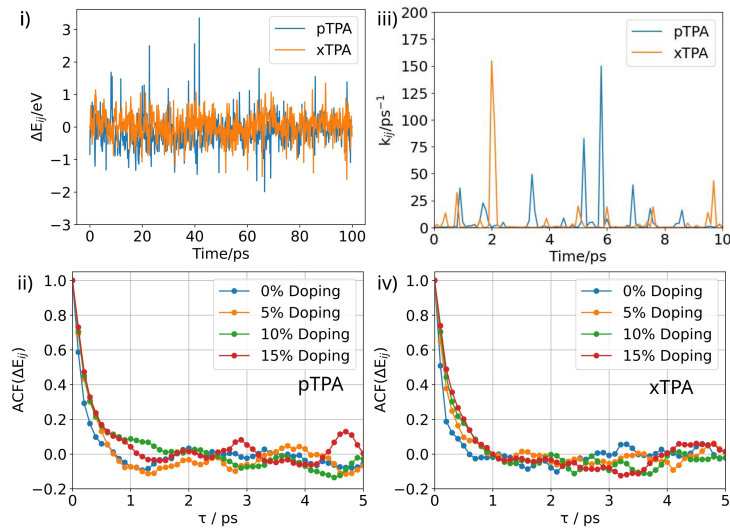 i)
ΔE_ij/eV
3
2
1
0
−1
−2
−3
0 20 40 60 80 100
Time/ps
pTPA
xTPA
iii)
k_ij/ps⁻¹
200
175
150
125
100
75
50
25
0
0 2 4 6 8 10
Time/ps
pTPA
xTPA
ii)
ACF(ΔE_ij)
1.0
0.8
0.6
0.4
0.2
0.0
−0.2
0 1 2 3 4 5
τ / ps
0% Doping
5% Doping
10% Doping
15% Doping
pTPA
iv)
ACF(ΔE_ij)
1.0
0.8
0.6
0.4
0.2
0.0
−0.2
0 1 2 3 4 5
τ / ps
0% Doping
5% Doping
10% Doping
15% Doping
xTPA